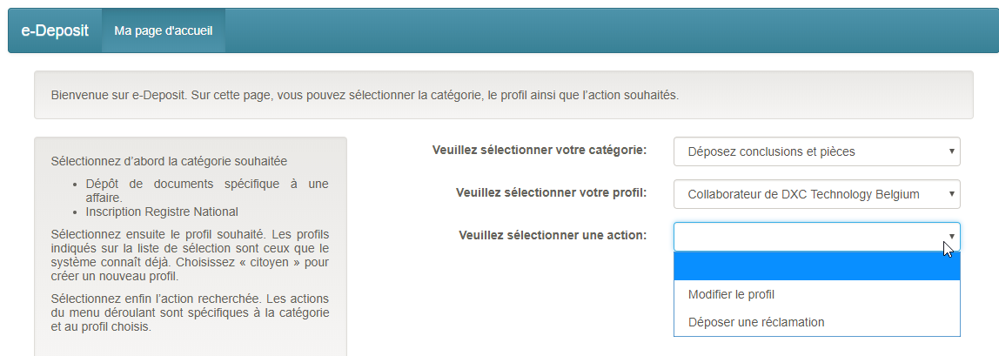 e-Deposit Ma page d'accueil
Bienvenue sur e-Deposit. Sur cette page, vous pouvez sélectionner la catégorie, le profil ainsi que l’action souhaités.
Sélectionnez d’abord la catégorie souhaitée
• Dépôt de documents spécifique à une
affaire.
• Inscription Registre National
Sélectionnez ensuite le profil souhaité. Les profils
indiqués sur la liste de sélection sont ceux que le
système connaît déjà. Choisissez « citoyen » pour
créer un nouveau profil.
Sélectionnez enfin l’action recherchée. Les actions
du menu déroulant sont spécifiques à la catégorie
et au profil choisis.
Veuillez sélectionner votre catégorie: Déposez conclusions et pièces
Veuillez sélectionner votre profil: Collaborateur de DXC Technology Belgium
Veuillez sélectionner une action:
Modifier le profil
Déposer une réclamation